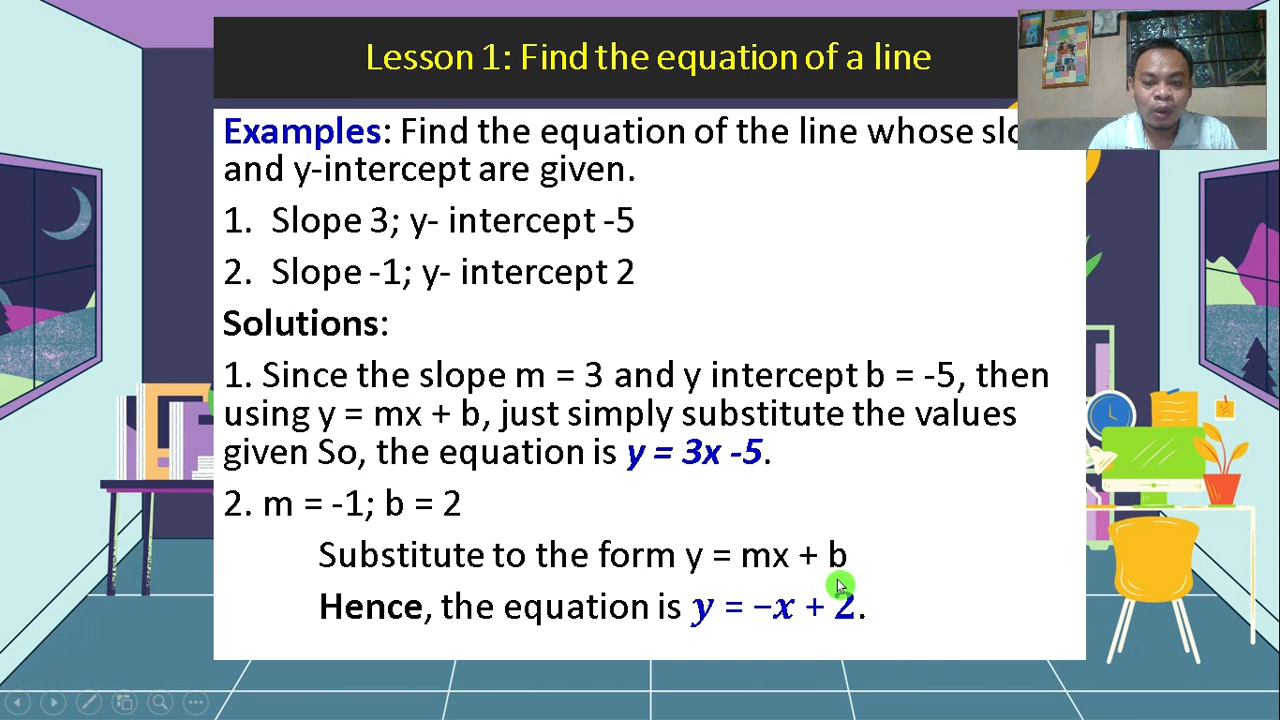 Lesson 1: Find the equation of a line
Examples: Find the equation of the line whose
and y-intercept are given.
1. Slope 3; y- intercept -5
2. Slope -1; y- intercept 2
Solutions:
1. Since the slope m = 3 and y intercept b = -5, then
using y = mx + b, just simply substitute the values
given So, the equation is y = 3x -5.
2. m = -1; b = 2
Substitute to the form y = mx + b
Hence, the equation is y = −x + 2.